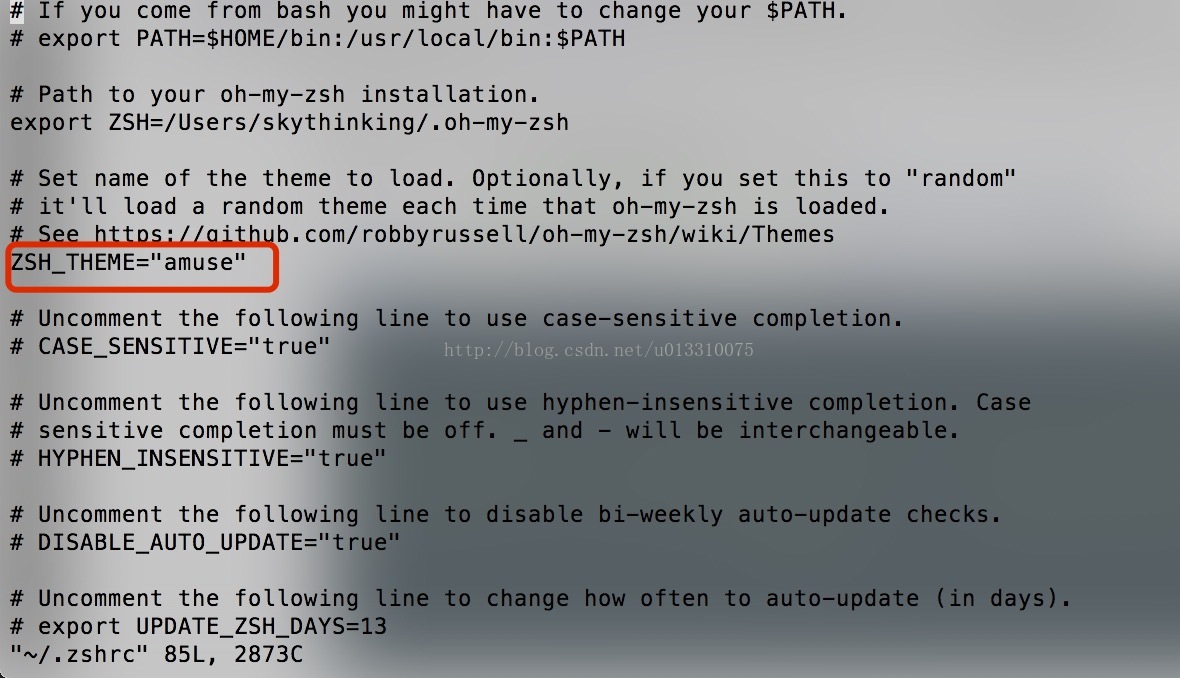 # If you come from bash you might have to change your $PATH.
# export PATH=$HOME/bin:/usr/local/bin:$PATH
# Path to your oh-my-zsh installation.
export ZSH=/Users/skythinking/.oh-my-zsh
# Set name of the theme to load. Optionally, if you set this to "random"
# it'll load a random theme each time that oh-my-zsh is loaded.
# See https://github.com/robbyrussell/oh-my-zsh/wiki/Themes
ZSH_THEME="amuse"
# Uncomment the following line to use case-sensitive completion.
# CASE_SENSITIVE="true"
http://blog.csdn.net/u013310075
# Uncomment the following line to use hyphen-insensitive completion. Case
# sensitive completion must be off. _ and - will be interchangeable.
# HYPHEN_INSENSITIVE="true"
# Uncomment the following line to disable bi-weekly auto-update checks.
# DISABLE_AUTO_UPDATE="true"
# Uncomment the following line to change how often to auto-update (in days).
# export UPDATE_ZSH_DAYS=13
"~/.zshrc" 85L, 2873C